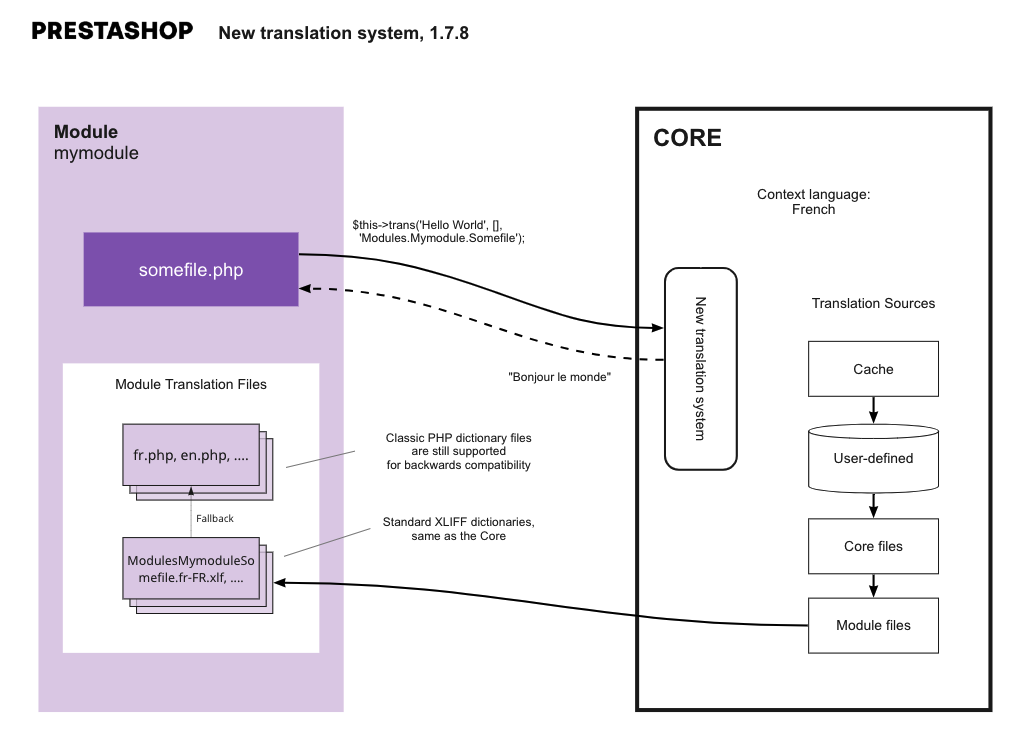 PRESTASHOP New translation system, 1.7.8
Module
mymodule
CORE
Context language:
French
$this->trans('Hello World', [],
'Modules.Mymodule.Somefile');
somefile.php
New translation system
Translation Sources
"Bonjour le monde"
Cache
Module Translation Files
Classic PHP dictionary files
are still supported
for backwards compatibility
fr.php, en.php, ....
User-defined
Fallback
Standard XLIFF dictionaries,
same as the Core
Core files
ModulesMymoduleSo
mefile.fr-FR.xlf, ....
Module files